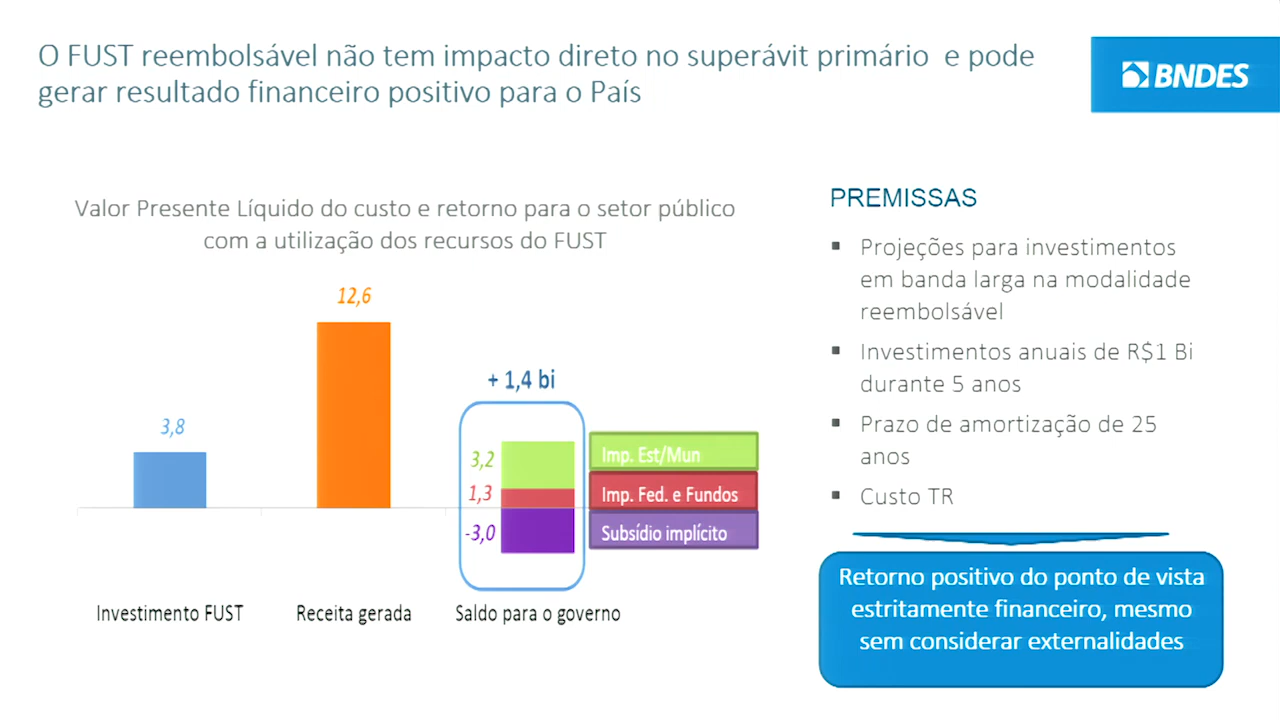 O FUST reembolsável não tem impacto direto no superávit primário e pode
gerar resultado financeiro positivo para o País
BNDES
Valor Presente Líquido do custo e retorno para o setor público
com a utilização dos recursos do FUST
12,6
3,8
+ 1,4 bi
3,2
1,3
-3,0
Imp. Est/Mun
Imp. Fed. e Fundos
Subsídio implícito
Investimento FUST
Receita gerada
Saldo para o governo
PREMISSAS
▪ Projeções para investimentos
em banda larga na modalidade
reembolsável
▪ Investimentos anuais de R$1 Bi
durante 5 anos
▪ Prazo de amortização de 25
anos
▪ Custo TR
Retorno positivo do ponto de vista
estritamente financeiro, mesmo
sem considerar externalidades